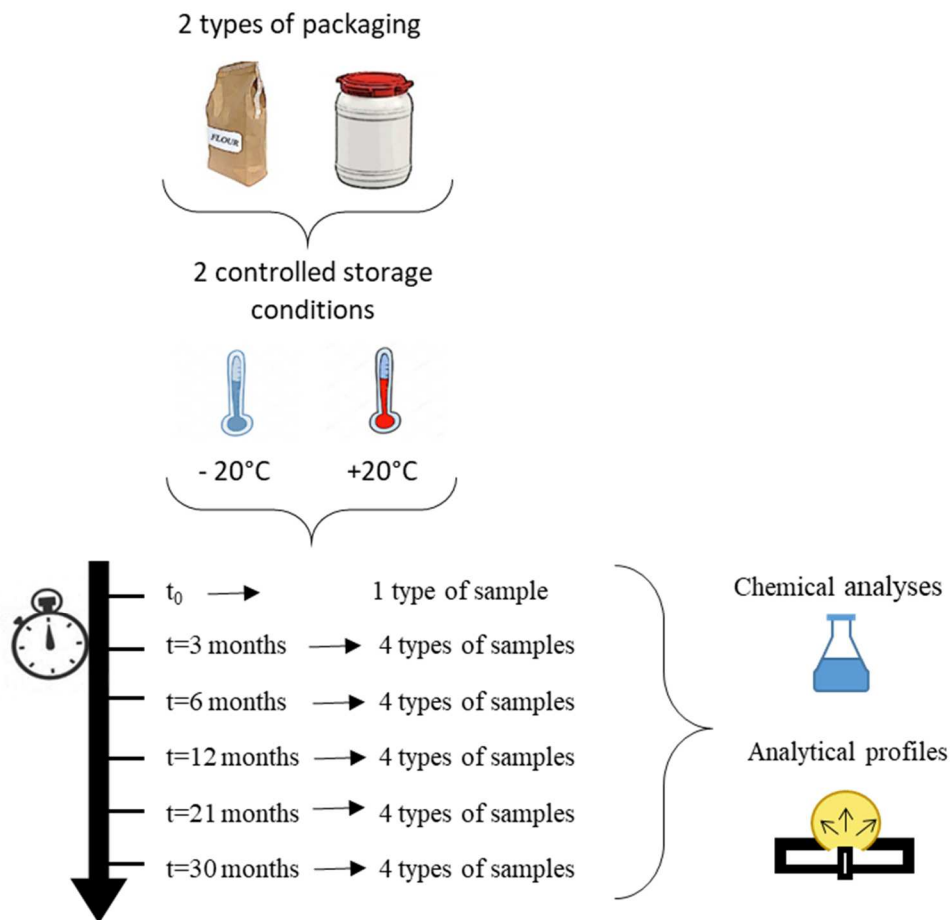 2 types of packaging
FLOUR
2 controlled storage
conditions
- 20°C +20°C
t0 1 type of sample
t=3 months 4 types of samples
t=6 months 4 types of samples
t=12 months 4 types of samples
t=21 months 4 types of samples
t=30 months 4 types of samples
Chemical analyses
Analytical profiles